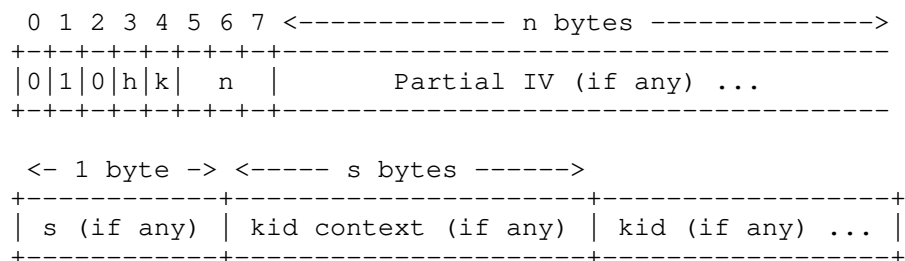 0 1 2 3 4 5 6 7 <------------- n bytes -------------->
+-+-+-+-+-+-+-+-+--------------------------------------
|0|1|0|h|k|  n  |       Partial IV (if any) ...
+-+-+-+-+-+-+-+-+--------------------------------------
 <- 1 byte -> <----- s bytes ------>
+------------+----------------------+------------------+
| s (if any) | kid context (if any) | kid (if any) ... |
+------------+----------------------+------------------+